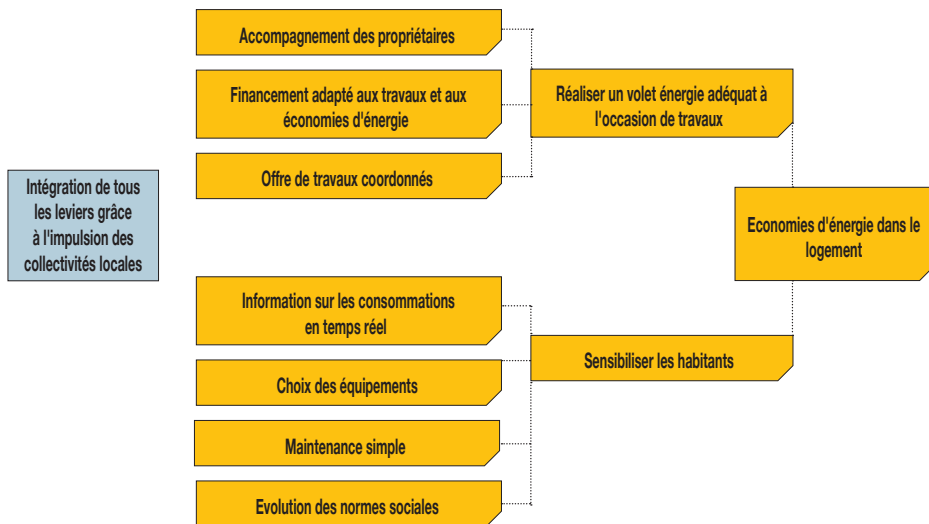 Accompagnement des propriétaires
Financement adapté aux travaux et aux
économies d'énergie
Offre de travaux coordonnés
Réaliser un volet énergie adéquat à
l'occasion de travaux
Intégration de tous
les leviers grâce
à l'impulsion des
collectivités locales
Economies d'énergie dans le
logement
Information sur les consommations
en temps réel
Choix des équipements
Maintenance simple
Evolution des normes sociales
Sensibiliser les habitants